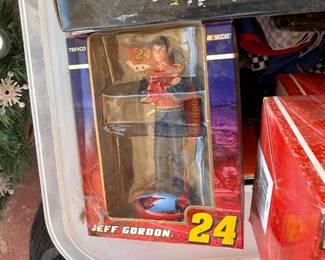 TREVCO
NASCAR
24
JEFF GORDON
24